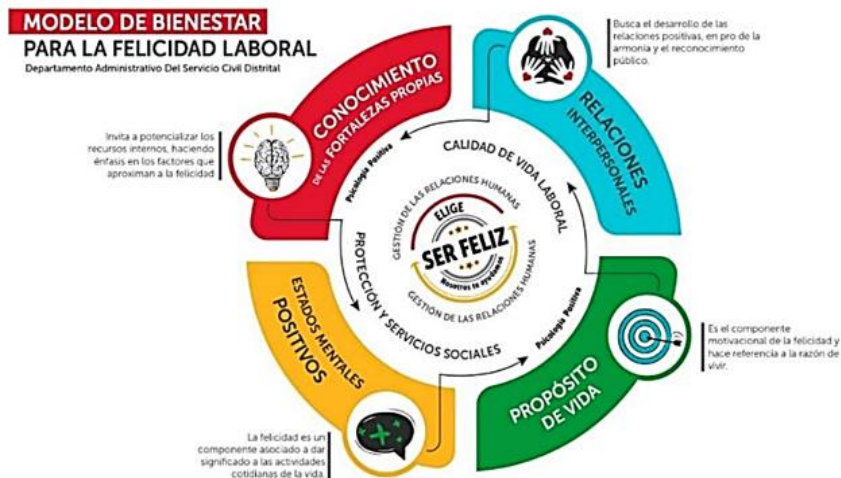 MODELO DE BIENESTAR
PARA LA FELICIDAD LABORAL
Departamento Administrativo Del Servicio Civil Distrital
Busca el desarrollo de las
relaciones positivas, en pro de la
armonía y el reconocimiento
público.
CONOCIMIENTO
DE LAS FORTALEZAS PROPIAS
RELACIONES
INTERPERSONALES
Invita a potencializar los
recursos internos, haciendo
énfasis en los factores que
aproximan a la felicidad
Psicología Positiva
CALIDAD DE VIDA LABORAL
GESTIÓN DE LAS RELACIONES HUMANAS
ELIGE
SER FELIZ
Nosotros te ayudamos
GESTIÓN DE LAS RELACIONES HUMANAS
PROTECCIÓN Y SERVICIOS SOCIALES
Psicología Positiva
ESTADOS MENTALES
POSITIVOS
PROPÓSITO
DE VIDA
Es el componente
motivacional de la felicidad y
hace referencia a la razón de
vivir.
La felicidad es un
componente asociado a dar
significado a las actividades
cotidianas de la vida.